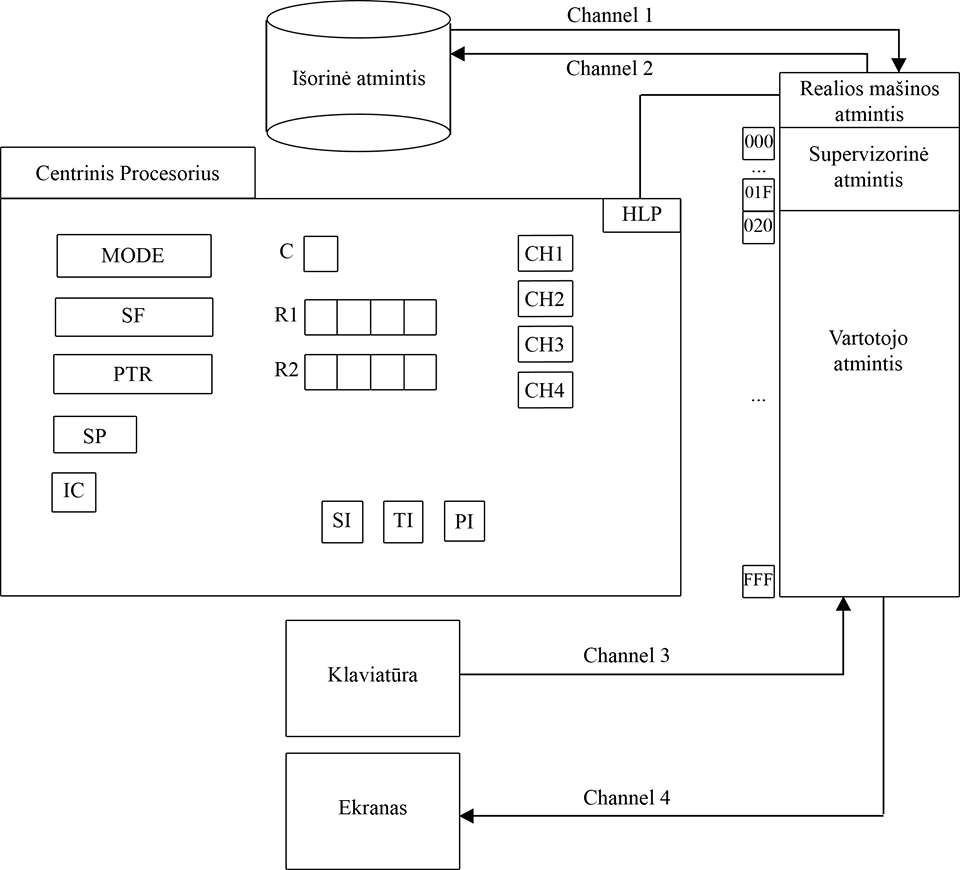 Channel 1
Išorinė atmintis
Channel 2
Realios mašinos
atmintis
000
...
01F
Supervizorinė
atmintis
020
Centrinis Procesorius
HLP
MODE
C
CH1
SF
R1
CH2
PTR
R2
CH3
CH4
SP
IC
SI
TI
PI
Vartotojo
atmintis
...
FFF
Klaviatūra
Channel 3
Ekranas
Channel 4